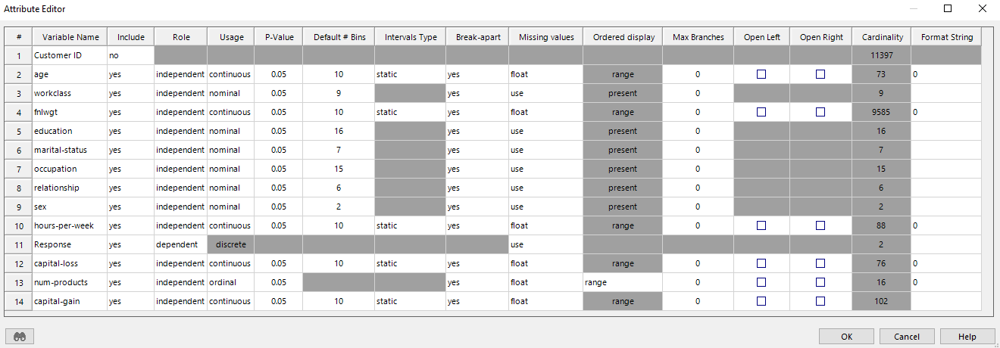 Attribute Editor
# Variable Name Include Role Usage P-Value Default # Bins Intervals Type Break-apart Missing values Ordered display Max Branches Open Left Open Right Cardinality Format String
1 Customer ID no 11397
2 age yes independent continuous 0.05 10 static yes float range 0 73 0
3 workclass yes independent nominal 0.05 9 yes use present 0 9
4 fnlwgt yes independent continuous 0.05 10 static yes float range 0 9585 0
5 education yes independent nominal 0.05 16 yes use present 0 16
6 marital-status yes independent nominal 0.05 7 yes use present 0 7
7 occupation yes independent nominal 0.05 15 yes use present 0 15
8 relationship yes independent nominal 0.05 6 yes use present 0 6
9 sex yes independent nominal 0.05 2 yes use present 0 2
10 hours-per-week yes independent continuous 0.05 10 static yes float range 0 88 0
11 Response yes dependent discrete use 2
12 capital-loss yes independent continuous 0.05 10 static yes float range 0 76 0
13 num-products yes independent ordinal 0.05 yes float range 0 16 0
14 capital-gain yes independent continuous 0.05 10 static yes float range 0 102
OK Cancel Help